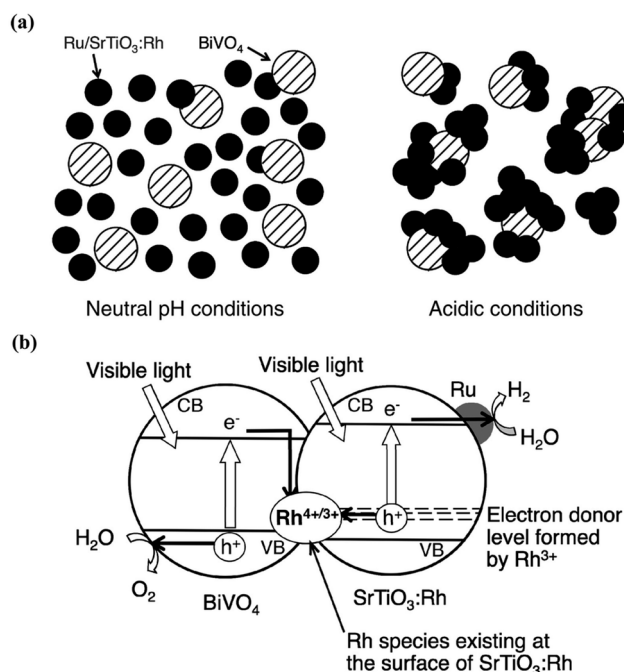 (a)
Ru/SrTiO₃:Rh
BiVO₄
Neutral pH conditions
Acidic conditions
(b)
Visible light
Visible light
CB
e⁻
CB
e⁻
Ru
H₂
H₂O
Rh⁴⁺/³⁺
h⁺
Electron donor
level formed
by Rh³⁺
H₂O
h⁺
VB
VB
O₂
BiVO₄
SrTiO₃:Rh
Rh species existing at
the surface of SrTiO₃:Rh